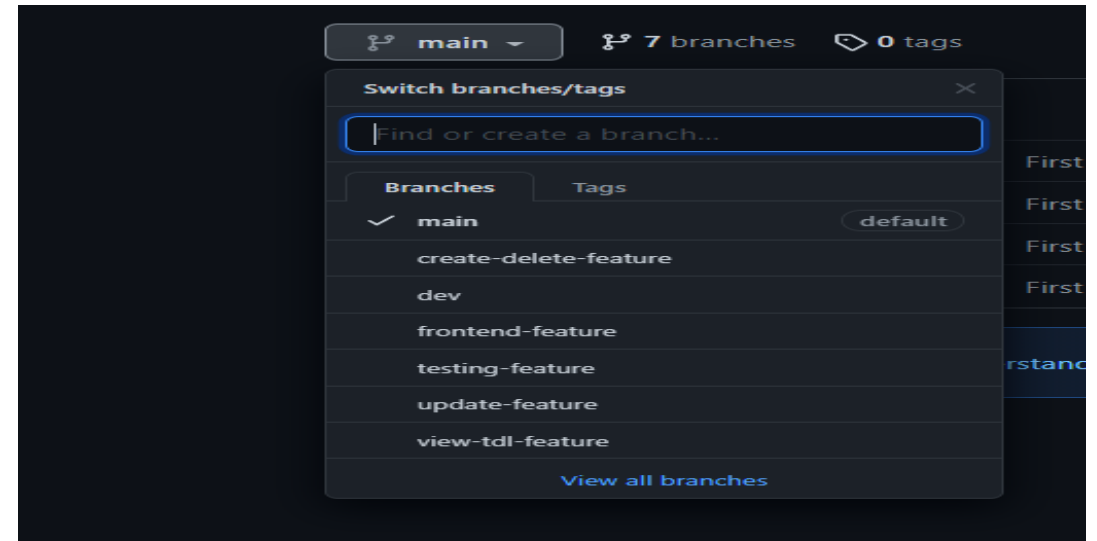 main 7 branches 0 tags
Switch branches/tags
Find or create a branch...
Branches Tags
main default
create-delete-feature
dev
frontend-feature
testing-feature
update-feature
view-tdl-feature
View all branches
First
First
First
First
rstanc